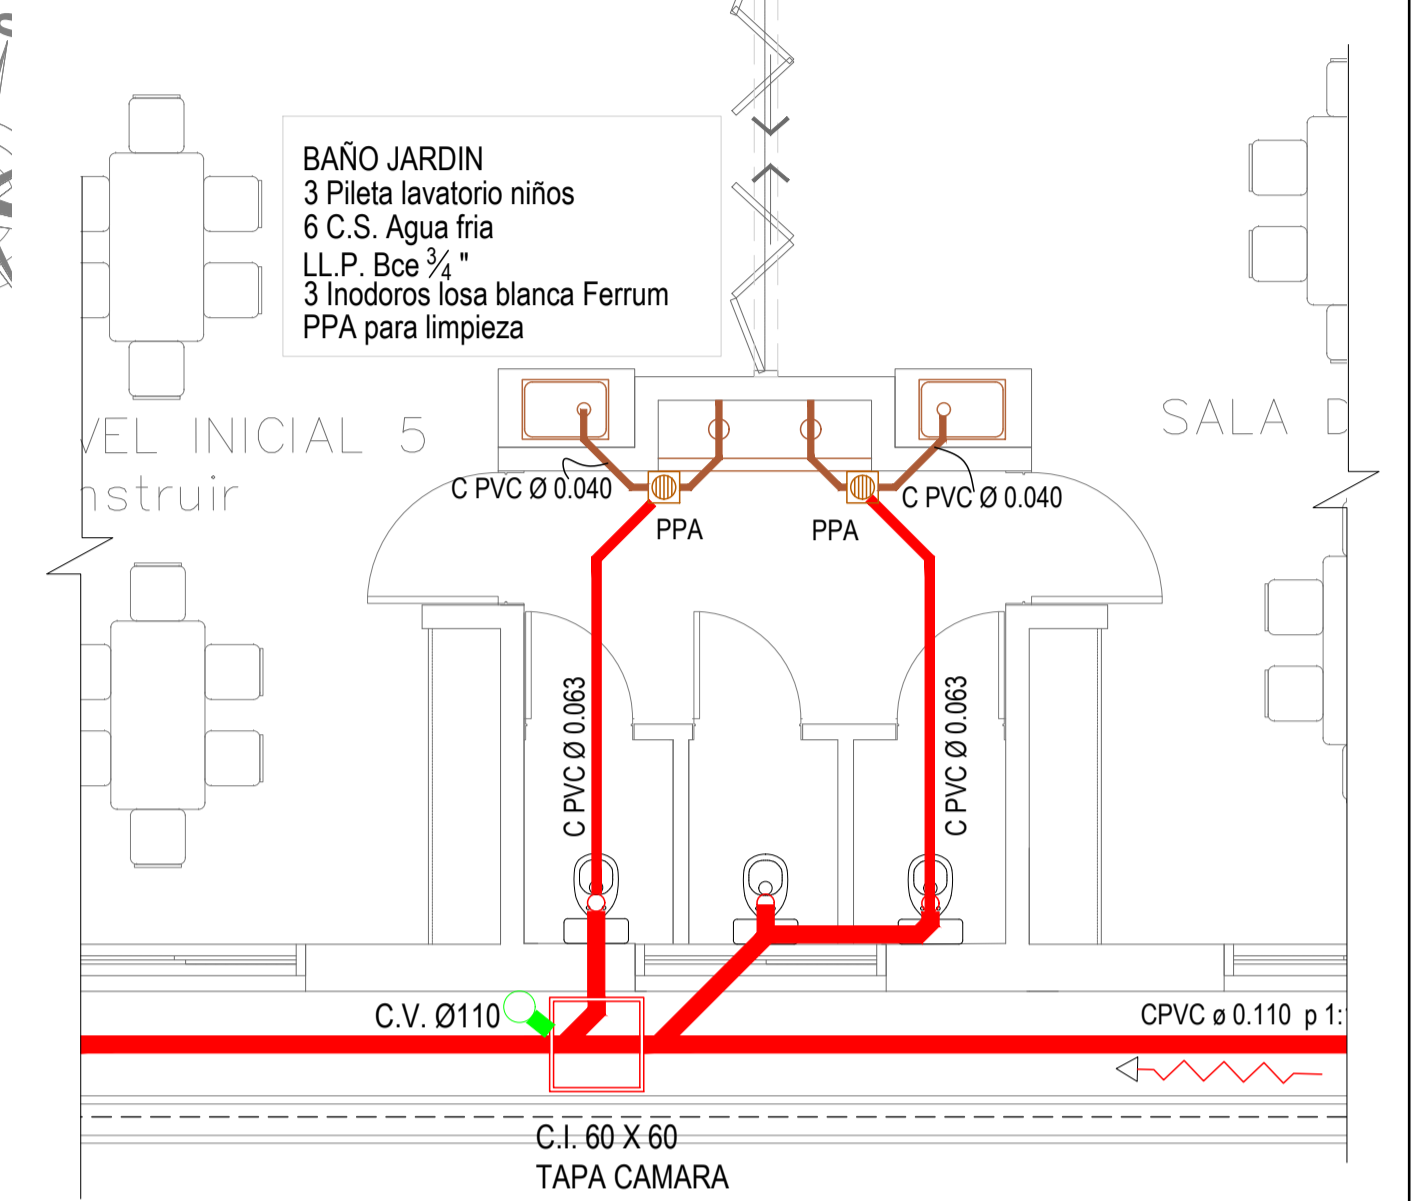 BAÑO JARDIN
3 Pileta lavatorio niños
6 C.S. Agua fria
LL.P. Bce ¾ "
3 Inodoros losa blanca Ferrum
PPA para limpieza
VEL INICIAL 5
nstruir
SALA D
C PVC Ø 0.040
C PVC Ø 0.040
PPA
PPA
C PVC Ø 0.063
C PVC Ø 0.063
C.V. Ø110
CPVC ø 0.110 p 1:
C.I. 60 X 60
TAPA CAMARA